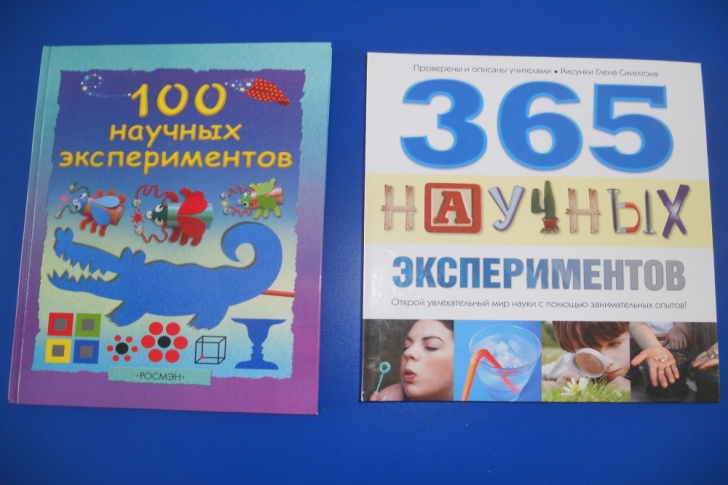 100
научных
экспериментов
·РОСМЭН·
Проверены и описаны учителями • Рисунки Глена Синглтона
365
НАУЧНЫХ
ЭКСПЕРИМЕНТОВ
Открой увлекательный мир науки с помощью занимательных опытов!